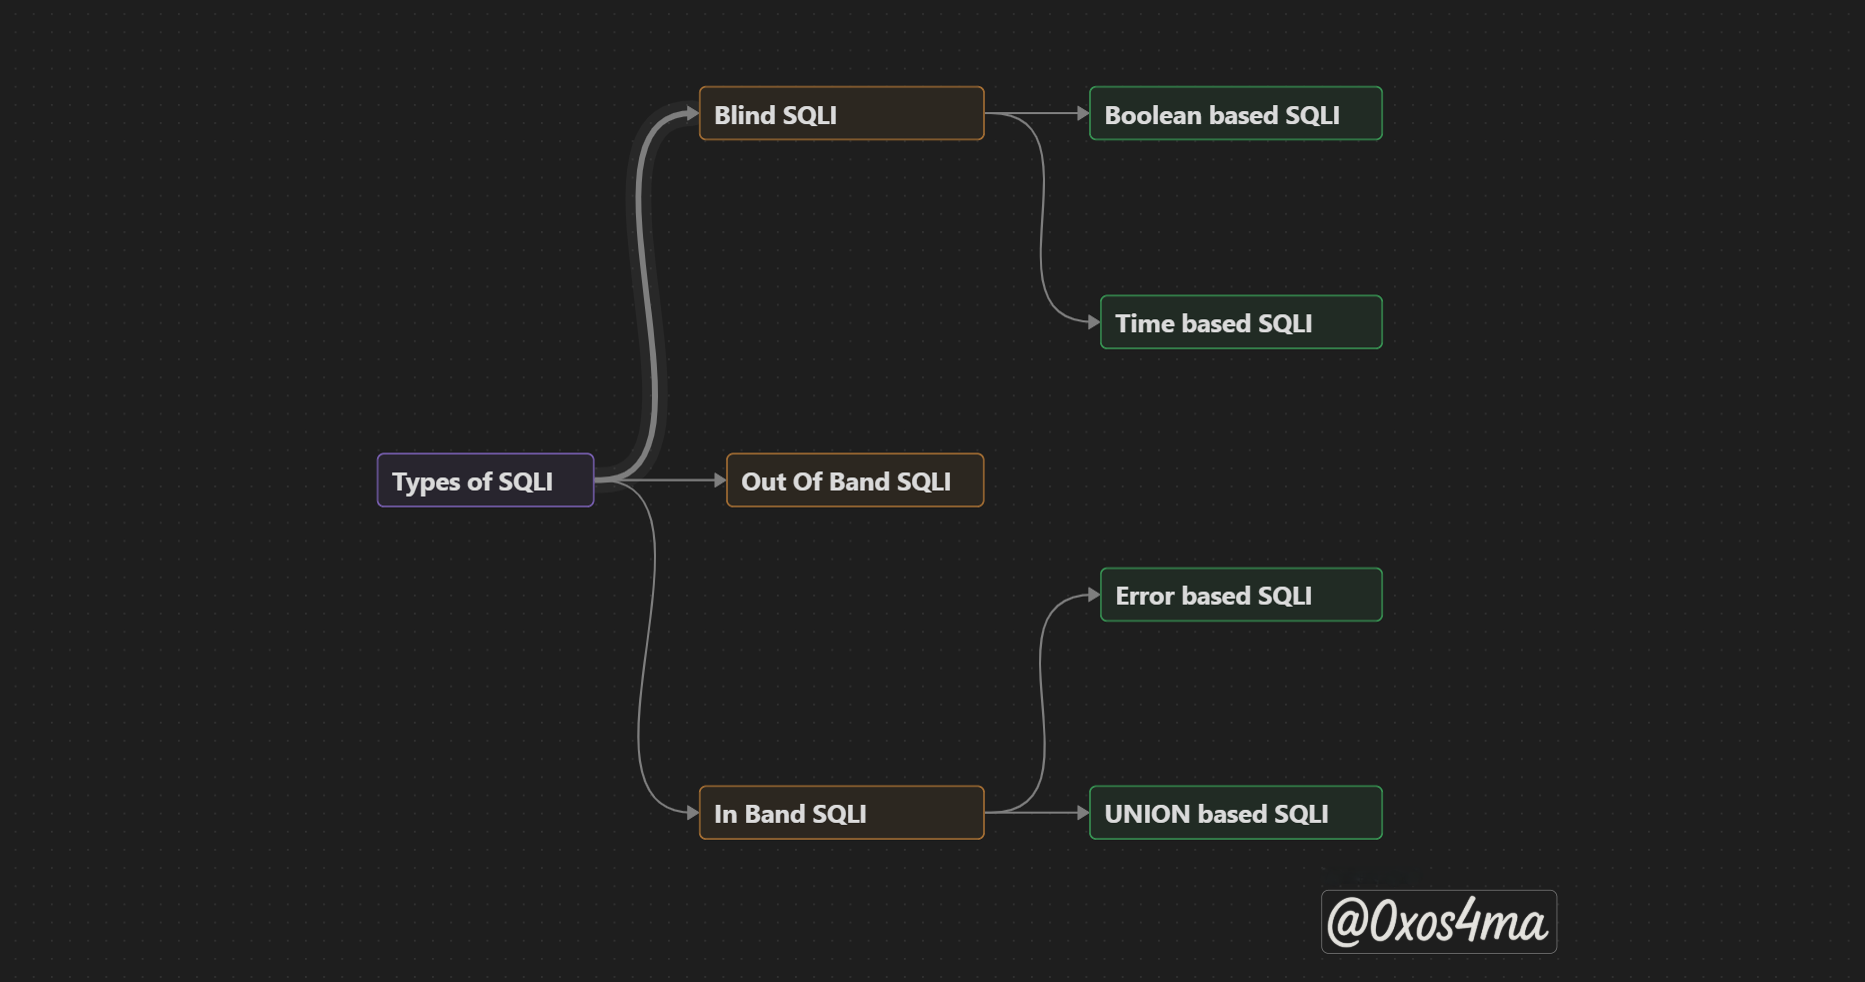 Blind SQLI
Boolean based SQLI
Time based SQLI
Types of SQLI
Out Of Band SQLI
Error based SQLI
In Band SQLI
UNION based SQLI
@0xos4ma